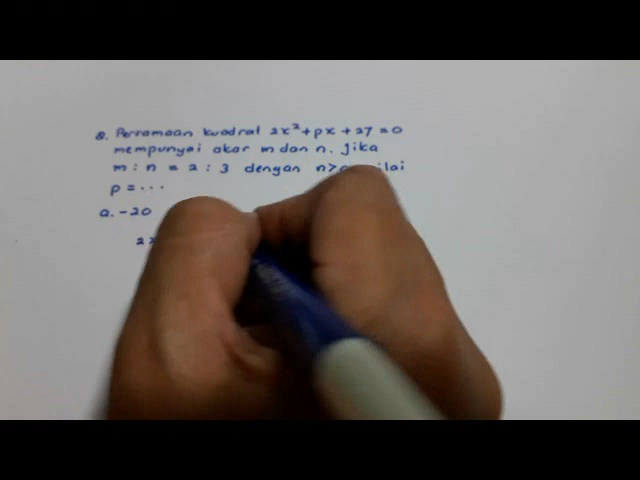 8. Persamaan kuadrat 2x²+px+27=0
mempunyai akar m dan n. Jika
m : n = 2 : 3 dengan n>
p = ...
a. -20